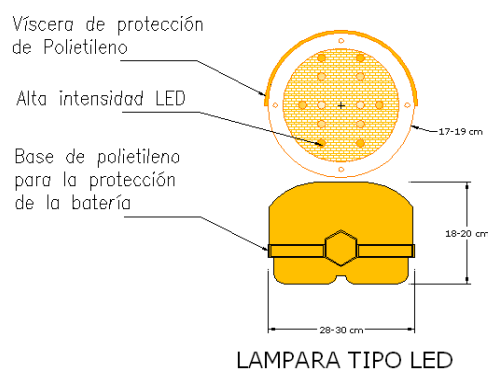 Víscera de protección
de Polietileno
Alta intensidad LED
17-19 cm
Base de polietileno
para la protección
de la batería
18-20 cm
28-30 cm
LAMPARA TIPO LED